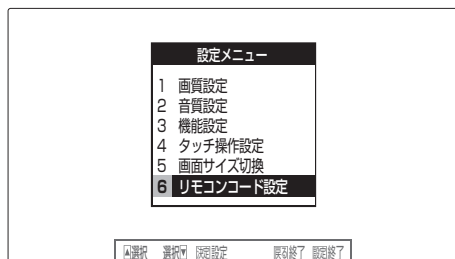 設定メニュー
1 画質設定
2 音質設定
3 機能設定
4 タッチ操作設定
5 画面サイズ切換
6 リモコンコード設定
▲選択 選択▼ 決定 設定 戻る 終了 設定 終了